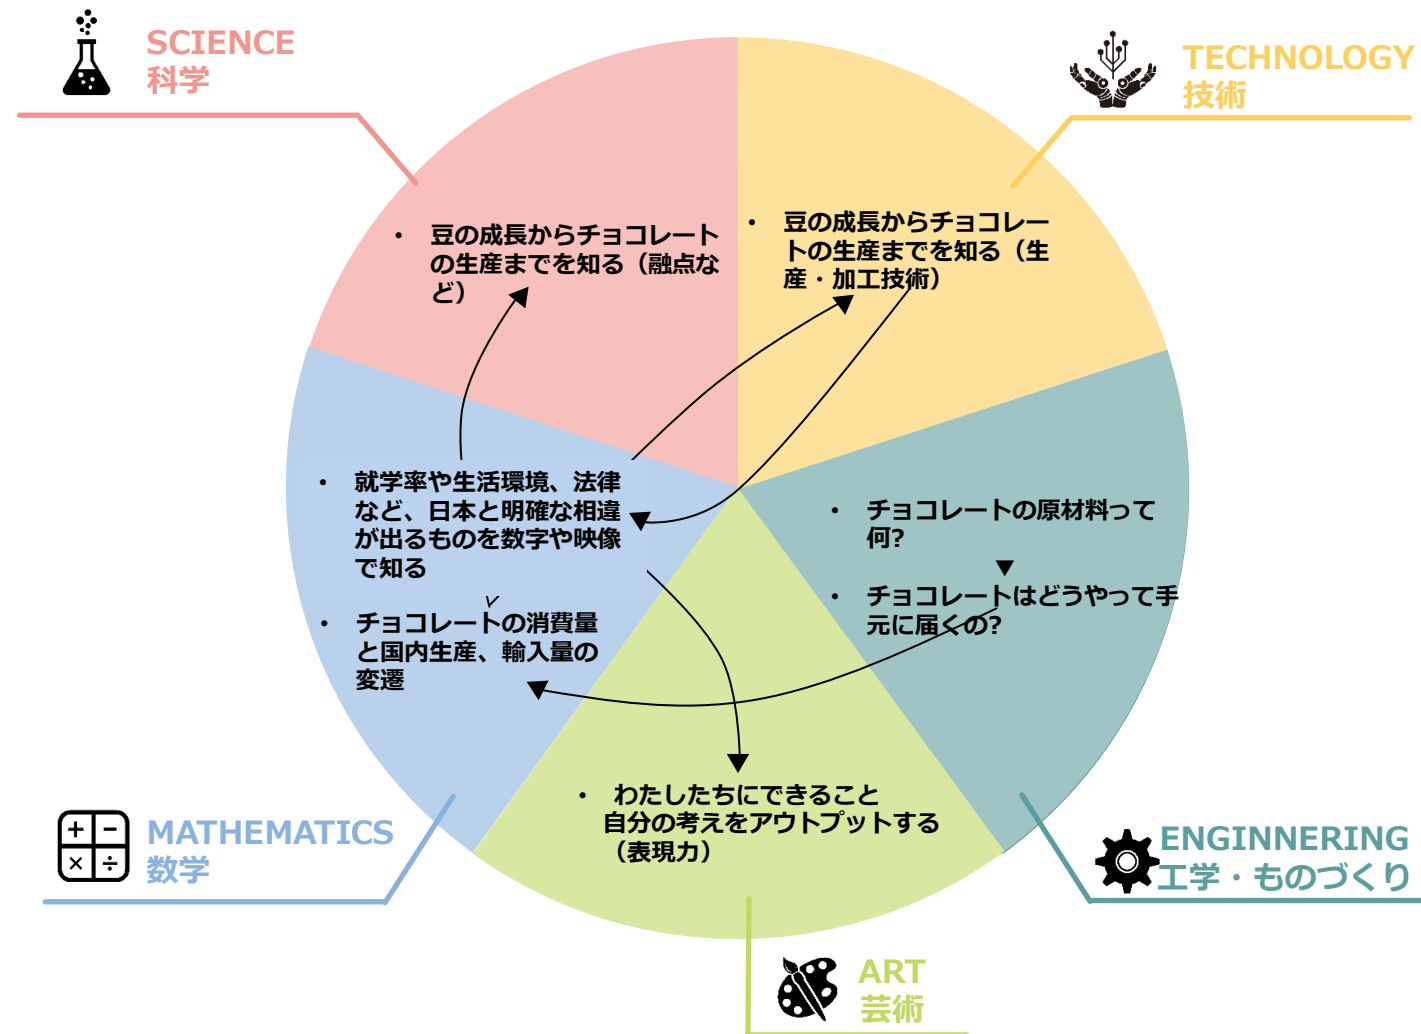 SCIENCE
科学
TECHNOLOGY
技術
• 豆の成長からチョコレート
の生産までを知る（融点な
ど）
• 豆の成長からチョコレー
トの生産までを知る（生
産・加工技術）
• 就学率や生活環境、法律
など、日本と明確な相違
が出るものを数字や映像
で知る
• チョコレートの消費量
と国内生産、輸入量の
変遷
• チョコレートの原材料って
何?
• チョコレートはどうやって手
元に届くの?
• わたしたちにできること
自分の考えをアウトプットする
（表現力）
+ −
× ÷
MATHEMATICS
数学
ENGINNERING
工学・ものづくり
ART
芸術